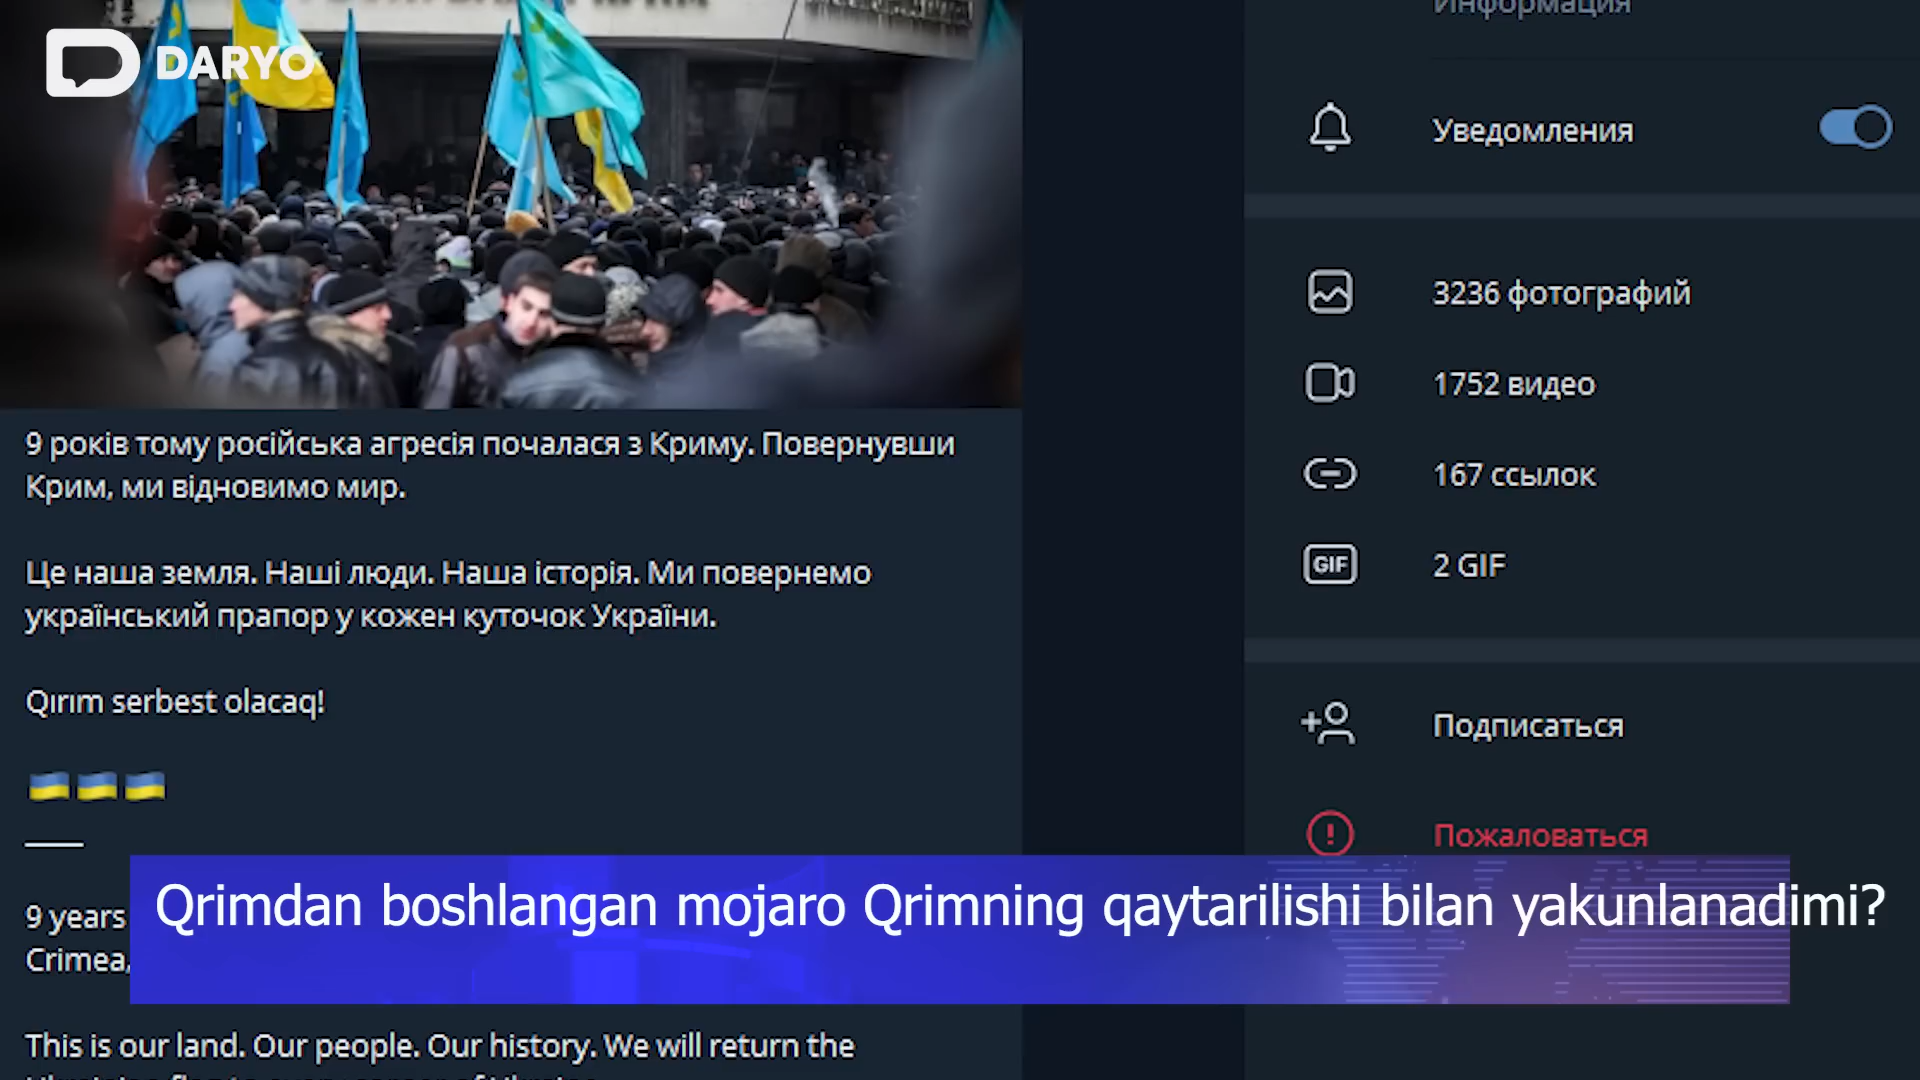 DARYO
Информация
Уведомления
3236 фотографий
1752 видео
167 ссылок
GIF
2 GIF
Подписаться
Пожаловаться
9 років тому російська агресія почалася з Криму. Повернувши
Крим, ми відновимо мир.
Це наша земля. Наші люди. Наша історія. Ми повернемо
український прапор у кожен куточок України.
Qırım serbest olacaq!
9 years
Crimea,
Qrimdan boshlangan mojaro Qrimning qaytarilishi bilan yakunlanadimi?
This is our land. Our people. Our history. We will return the